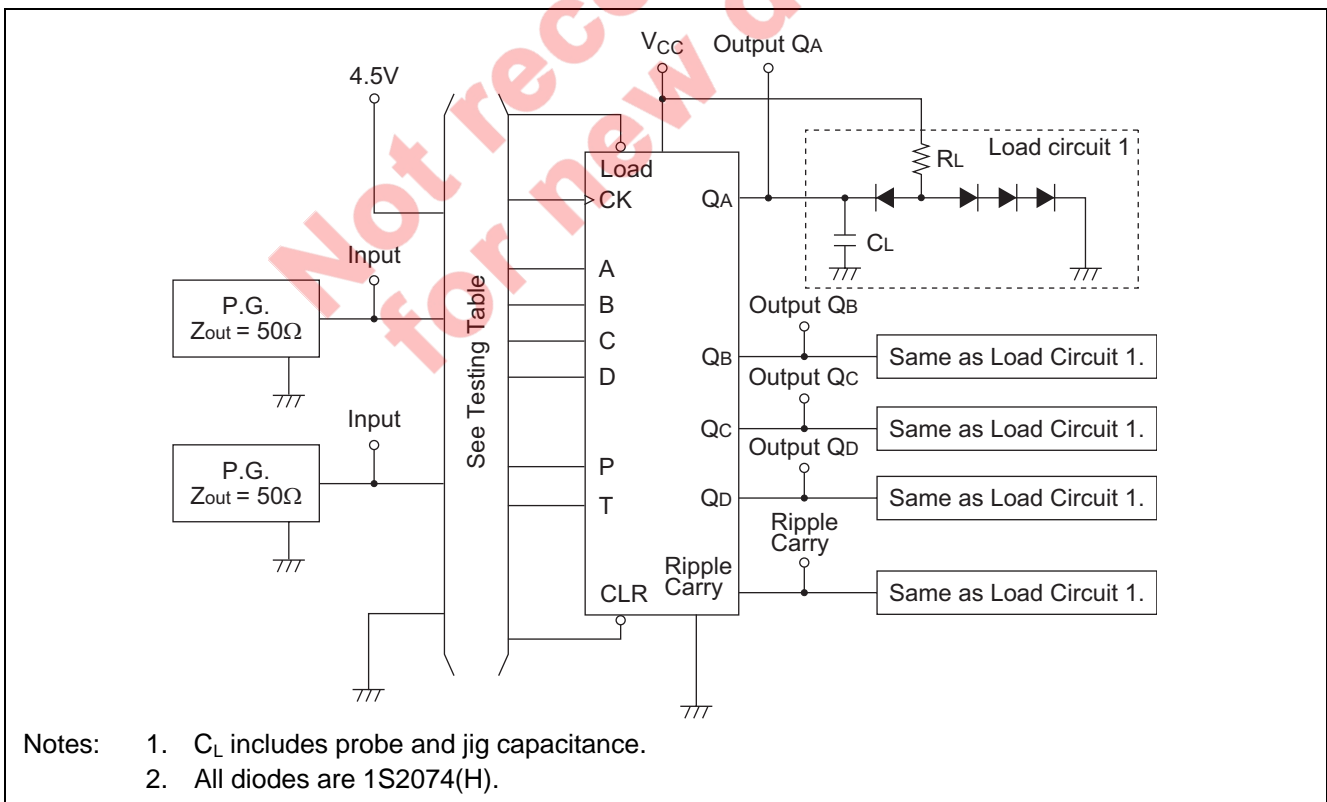 Not reco
for new d
VCC
Output QA
4.5V
Load circuit 1
RL
Load
CK
QA
CL
Input
P.G.
Zout = 50Ω
See Testing Table
A
B
C
D
Output QB
QB
Same as Load Circuit 1.
Output QC
QC
Same as Load Circuit 1.
Input
P.G.
Zout = 50Ω
P
T
Output QD
QD
Same as Load Circuit 1.
Ripple
Carry
Ripple
Carry
CLR
Same as Load Circuit 1.
Notes: 1. CL includes probe and jig capacitance.
2. All diodes are 1S2074(H).